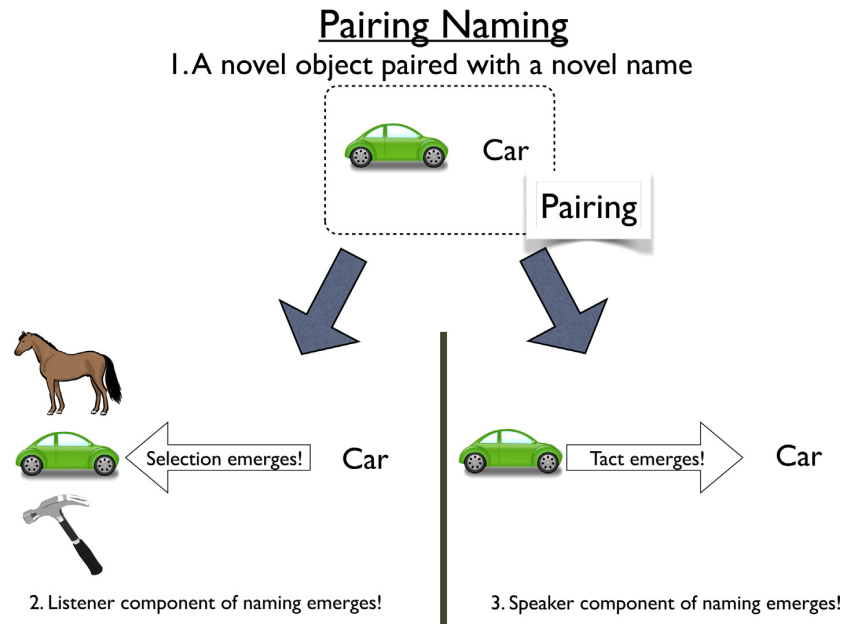 Pairing Naming
1. A novel object paired with a novel name
Car
Pairing
Selection emerges!
Car
Tact emerges!
Car
2. Listener component of naming emerges!
3. Speaker component of naming emerges!